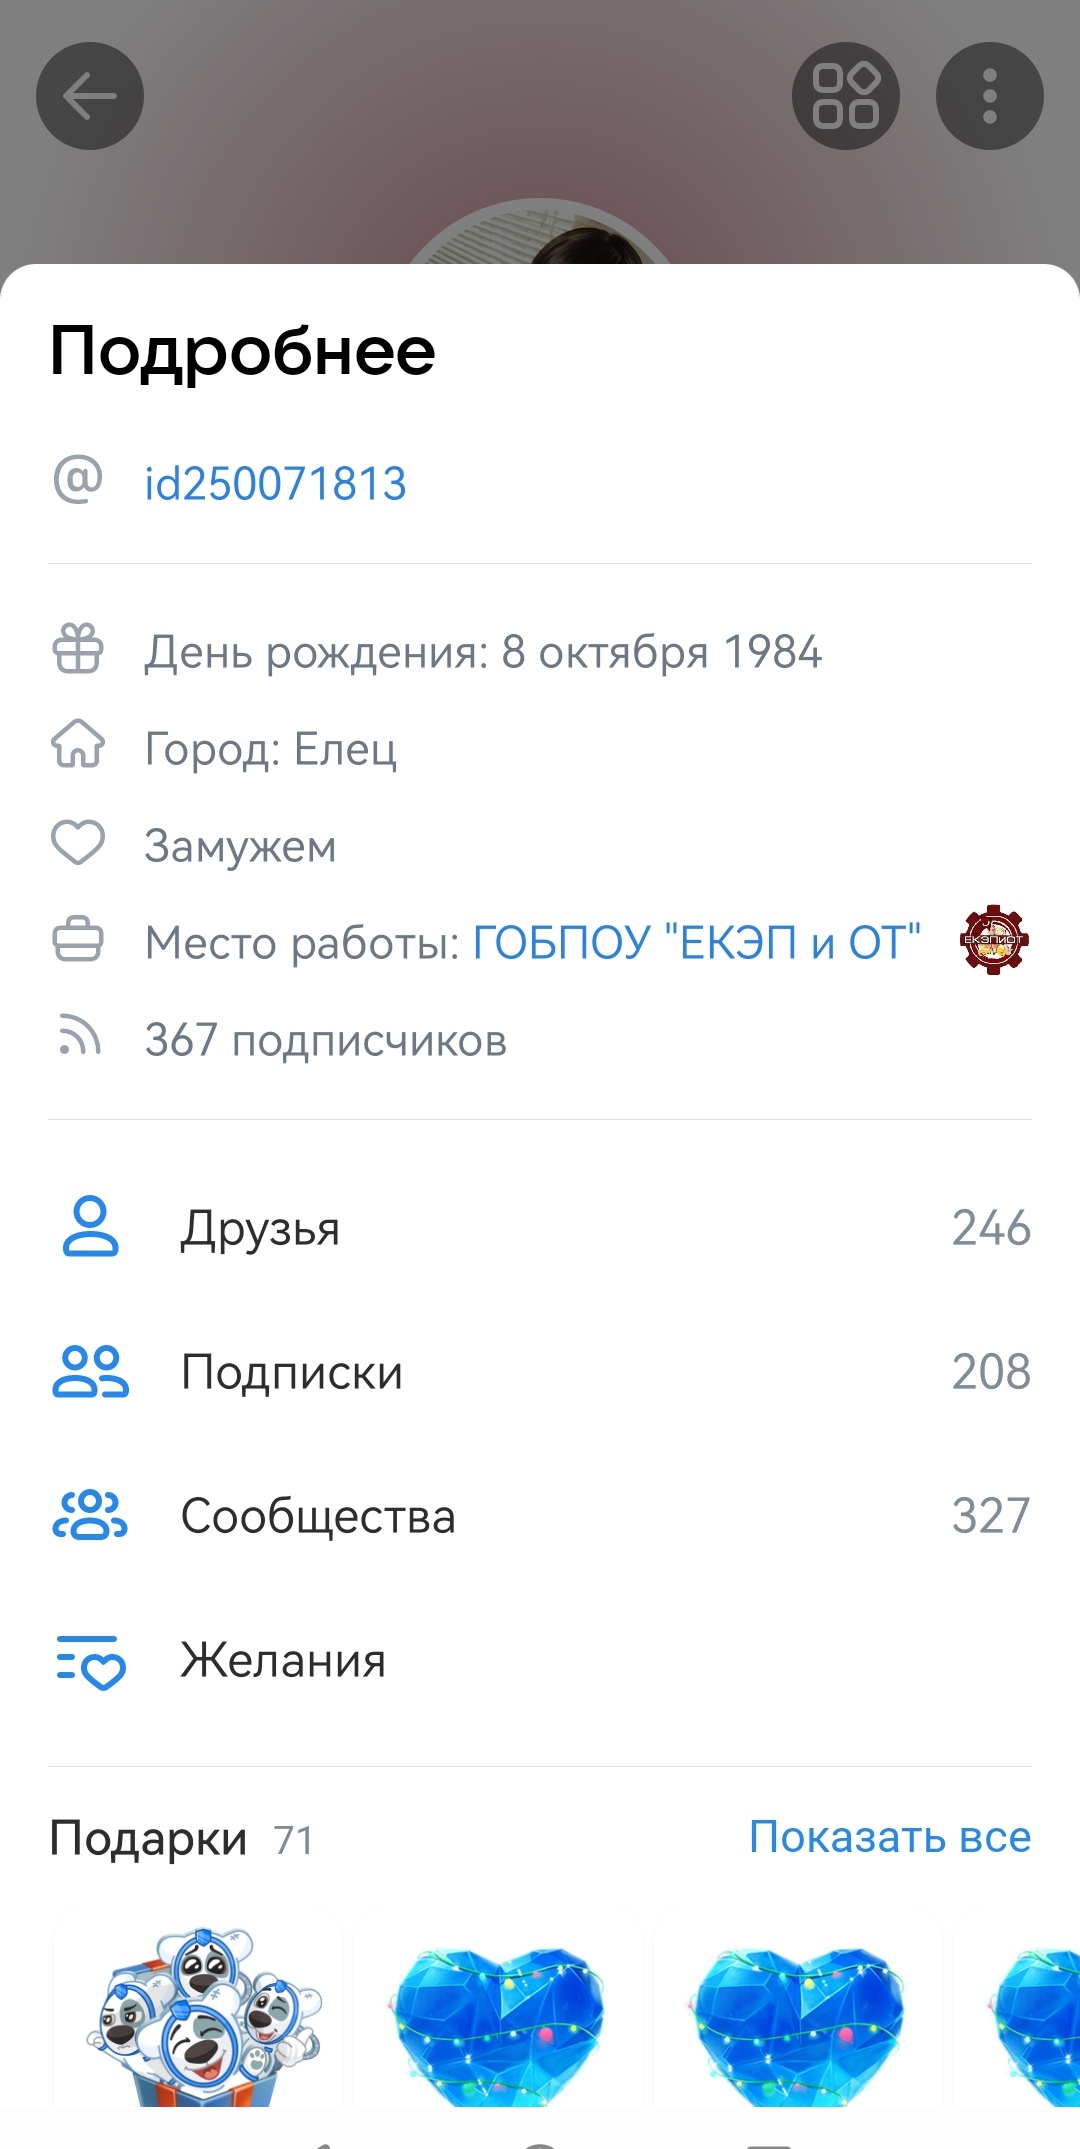 Подробнее
@ id250071813
День рождения: 8 октября 1984
Город: Елец
Замужем
Место работы: ГОБПОУ "ЕКЭП и ОТ"
ЕКЭПИОТ
367 подписчиков
Друзья 246
Подписки 208
Сообщества 327
Желания
Подарки 71 Показать все